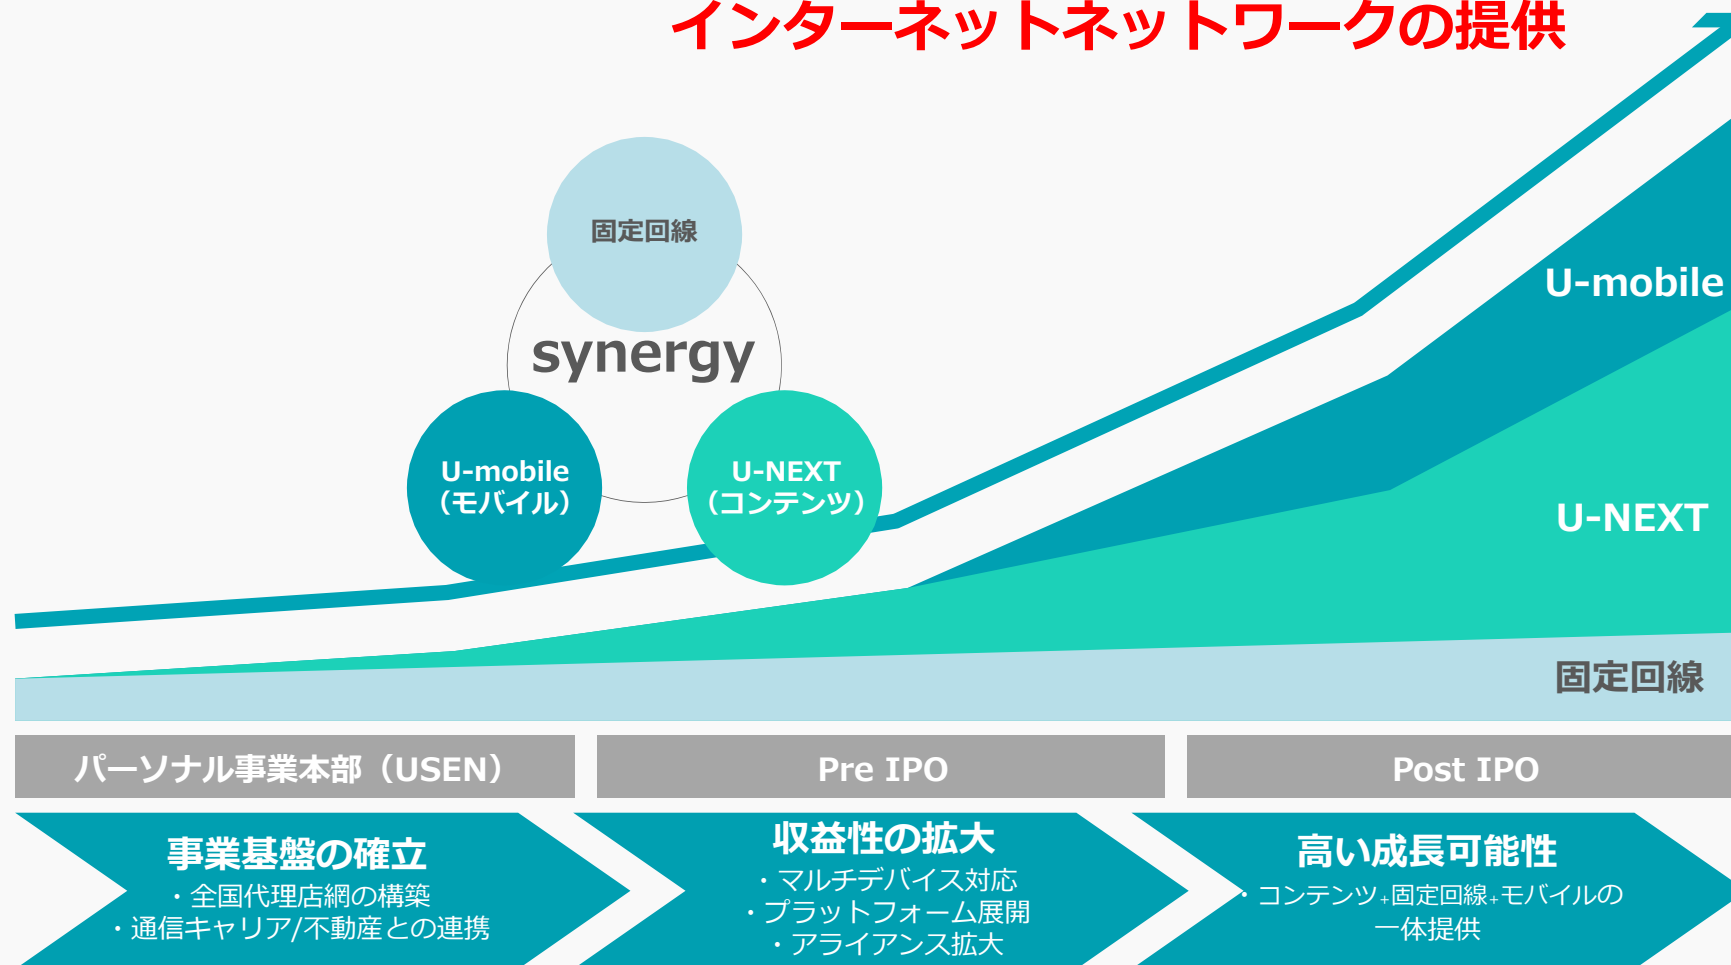 インターネットネットワークの提供
固定回線
synergy
U-mobile
（モバイル）
U-NEXT
（コンテンツ）
U-mobile
U-NEXT
固定回線
パーソナル事業本部（USEN）
Pre IPO
Post IPO
事業基盤の確立
・全国代理店網の構築
・通信キャリア/不動産との連携
収益性の拡大
・マルチデバイス対応
・プラットフォーム展開
・アライアンス拡大
高い成長可能性
・コンテンツ+固定回線+モバイルの
一体提供